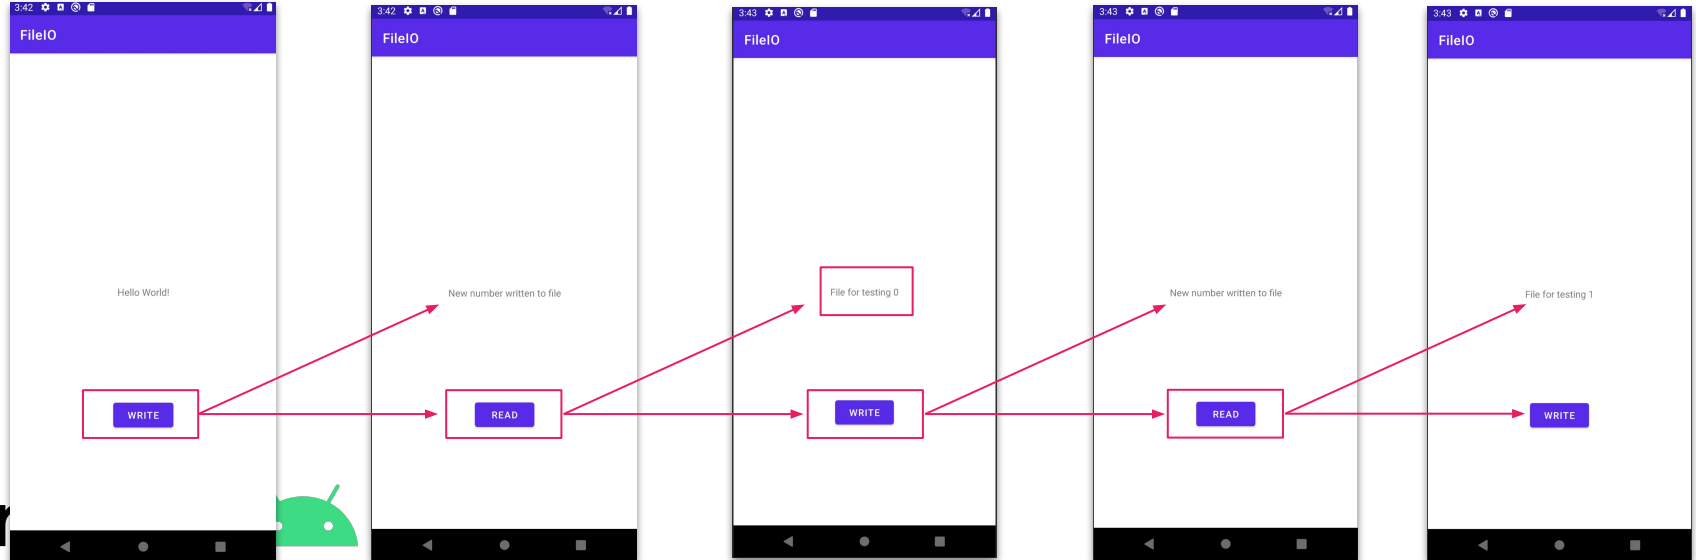 3:42
FileIO
Hello World!
WRITE
3:42
FileIO
New number written to file
READ
3:43
FileIO
File for testing 0
WRITE
3:43
FileIO
New number written to file
READ
3:43
FileIO
File for testing 1
WRITE